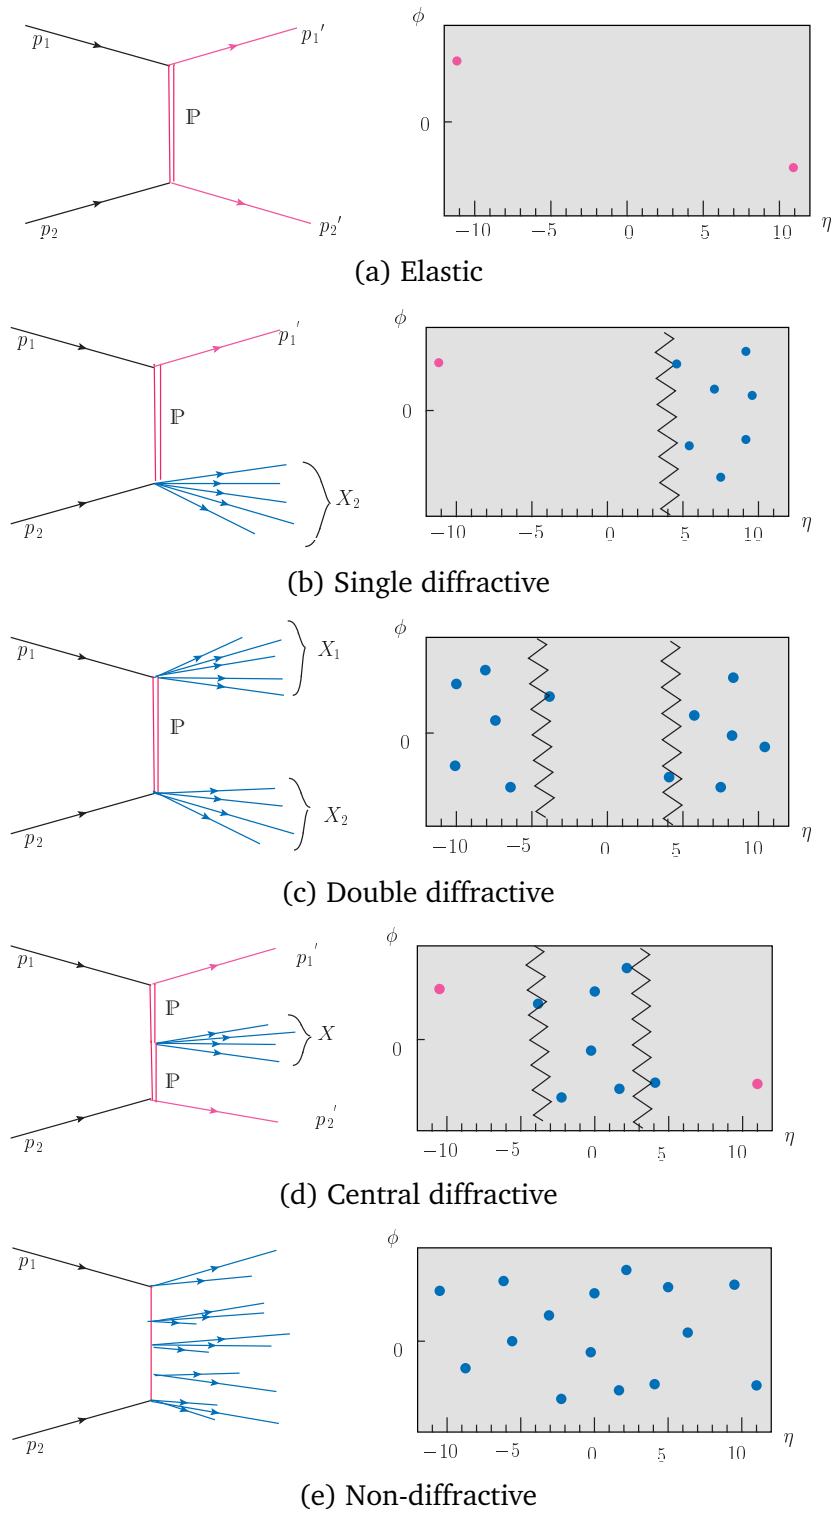 p₁ p₁′ ϕ
ℙ 0
p₂ p₂′ −10 −5 0 5 10 η
(a) Elastic
p₁ p₁′ ϕ
ℙ 0
p₂ X₂ −10 −5 0 5 10 η
(b) Single diffractive
p₁ X₁ ϕ
ℙ 0
p₂ X₂ −10 −5 0 5 10 η
(c) Double diffractive
p₁ p₁′ ϕ
ℙ X 0
ℙ
p₂ p₂′ −10 −5 0 5 10 η
(d) Central diffractive
p₁ ϕ
0
p₂ −10 −5 0 5 10 η
(e) Non-diffractive